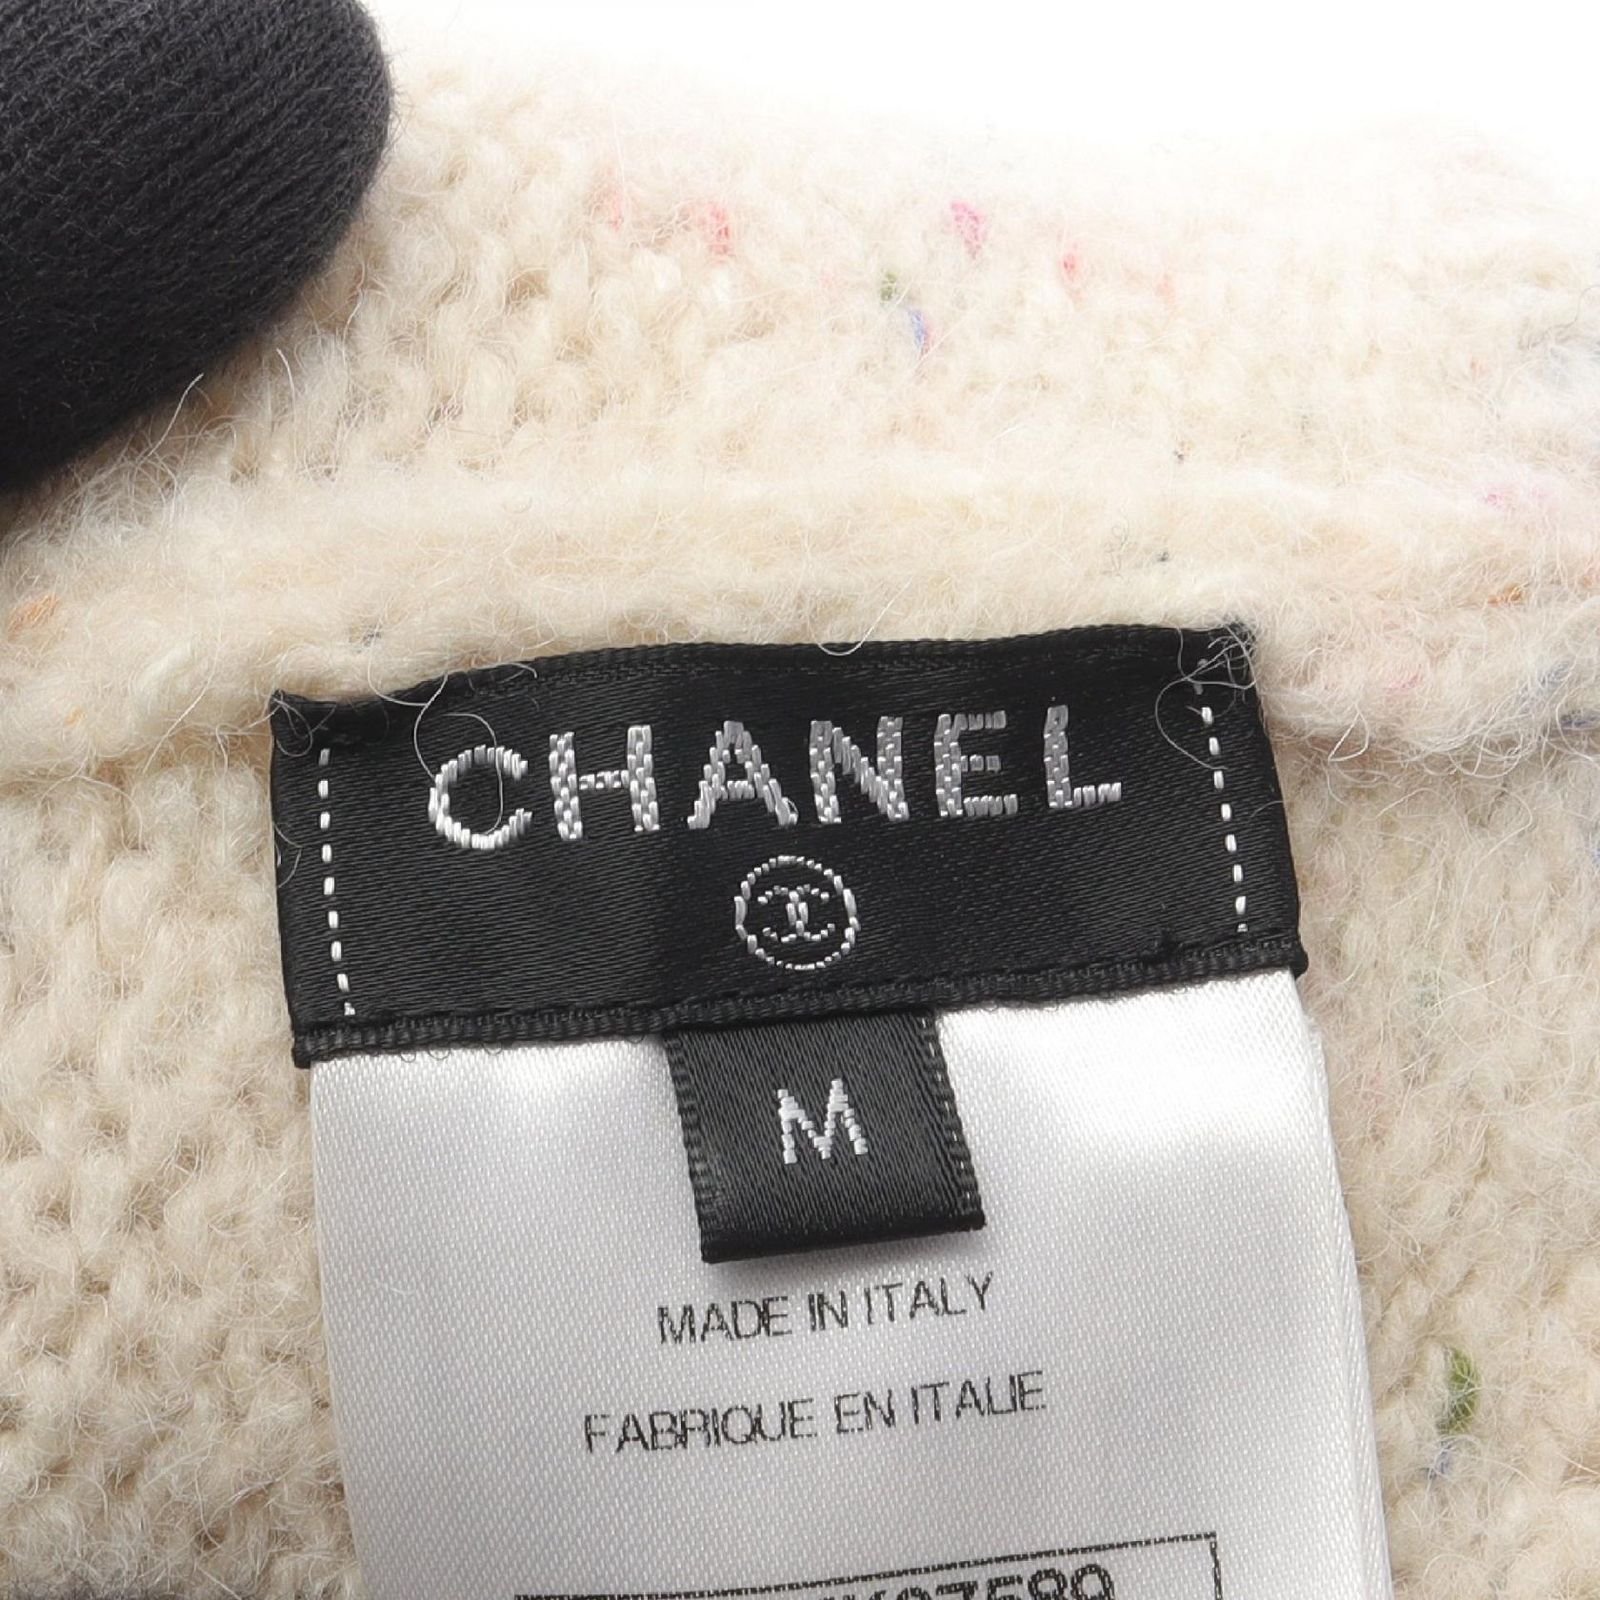 CHANEL
M
MADE IN ITALY
FABRIQUE EN ITALIE